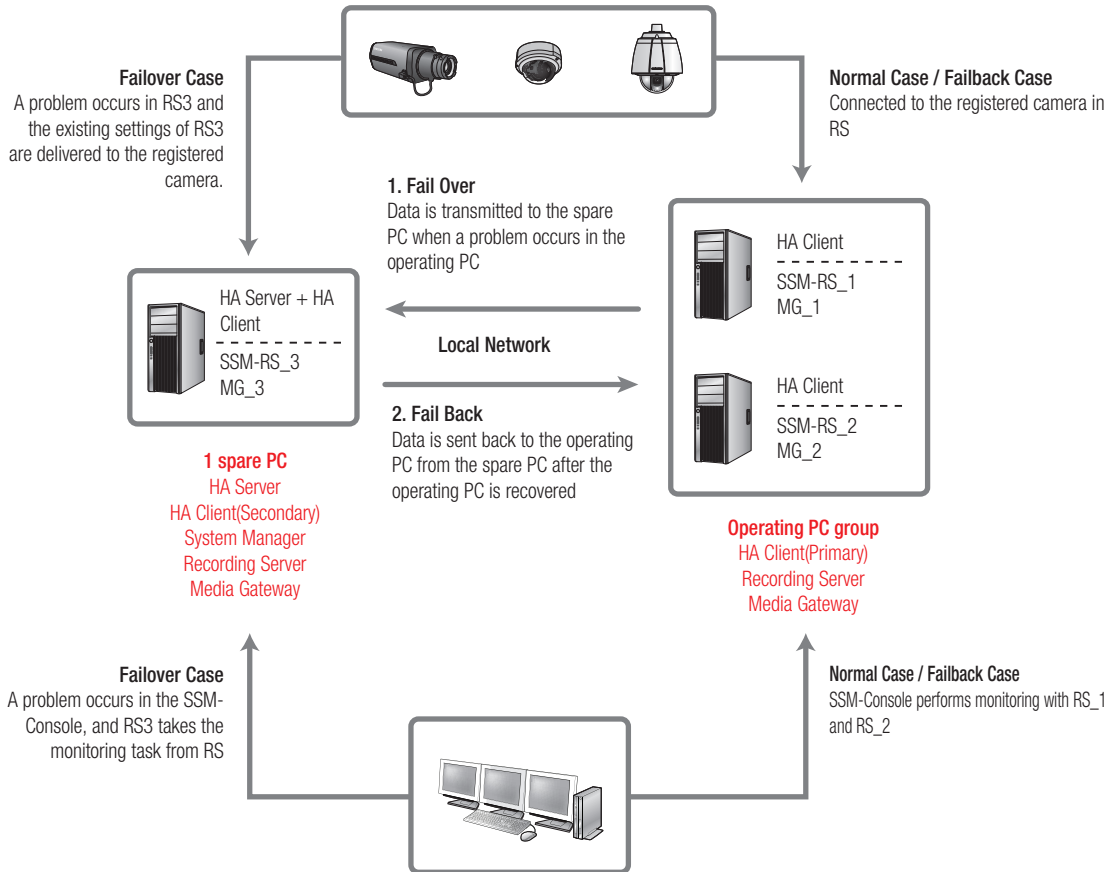 Failover Case
A problem occurs in RS3 and
the existing settings of RS3
are delivered to the registered
camera.
Normal Case / Failback Case
Connected to the registered camera in
RS
1. Fail Over
Data is transmitted to the spare
PC when a problem occurs in the
operating PC
HA Server + HA
Client
SSM-RS_3
MG_3
Local Network
HA Client
SSM-RS_1
MG_1
HA Client
SSM-RS_2
MG_2
2. Fail Back
Data is sent back to the operating
PC from the spare PC after the
operating PC is recovered
1 spare PC
HA Server
HA Client(Secondary)
System Manager
Recording Server
Media Gateway
Operating PC group
HA Client(Primary)
Recording Server
Media Gateway
Failover Case
A problem occurs in the SSM-
Console, and RS3 takes the
monitoring task from RS
Normal Case / Failback Case
SSM-Console performs monitoring with RS_1
and RS_2